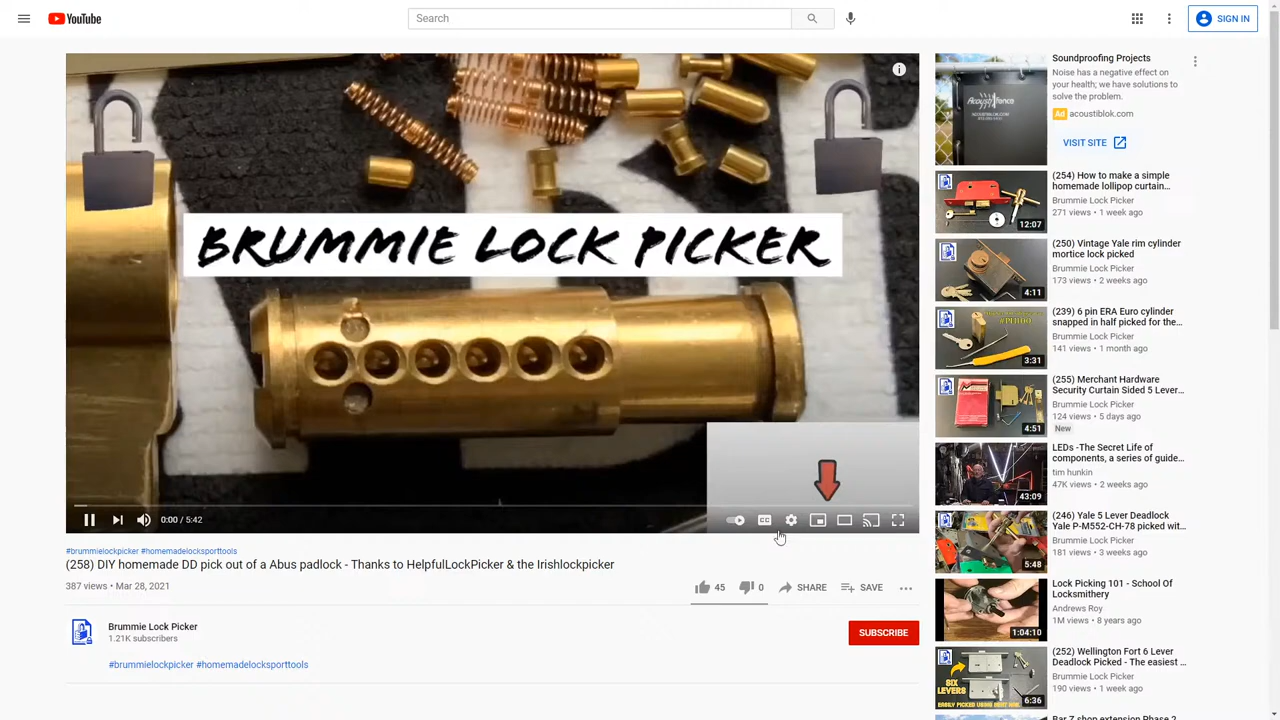 YouTube
Search
SIGN IN
BRUMMIE LOCK PICKER
0:00 / 5:42
#brummielockpicker #homemadelocksporttools
(258) DIY homemade DD pick out of a Abus padlock - Thanks to HelpfulLockPicker & the Irishlockpicker
387 views • Mar 28, 2021
45
0
SHARE
SAVE
Brummie Lock Picker
1.21K subscribers
SUBSCRIBE
#brummielockpicker #homemadelocksporttools
Soundproofing Projects
Noise has a negative effect on
your health; we have solutions to
solve the problem.
Ad acoustiblok.com
VISIT SITE
(254) How to make a simple
homemade lollipop curtain...
Brummie Lock Picker
271 views • 1 week ago
12:07
(250) Vintage Yale rim cylinder
mortice lock picked
Brummie Lock Picker
173 views • 2 weeks ago
4:11
(239) 6 pin ERA Euro cylinder
snapped in half picked for the...
Brummie Lock Picker
141 views • 1 month ago
3:31
(255) Merchant Hardware
Security Curtain Sided 5 Lever...
Brummie Lock Picker
124 views • 5 days ago
New
4:51
LEDs -The Secret Life of
components, a series of guide...
tim hunkin
47K views • 2 weeks ago
43:09
(246) Yale 5 Lever Deadlock
Yale P-M552-CH-78 picked wit...
Brummie Lock Picker
181 views • 3 weeks ago
5:48
Lock Picking 101 - School Of
Locksmithery
Andrews Roy
1M views • 8 years ago
1:04:10
(252) Wellington Fort 6 Lever
Deadlock Picked - The easiest ...
Brummie Lock Picker
190 views • 1 week ago
SIX
LEVERS
6:36
Bar Z shop extension Phase 2